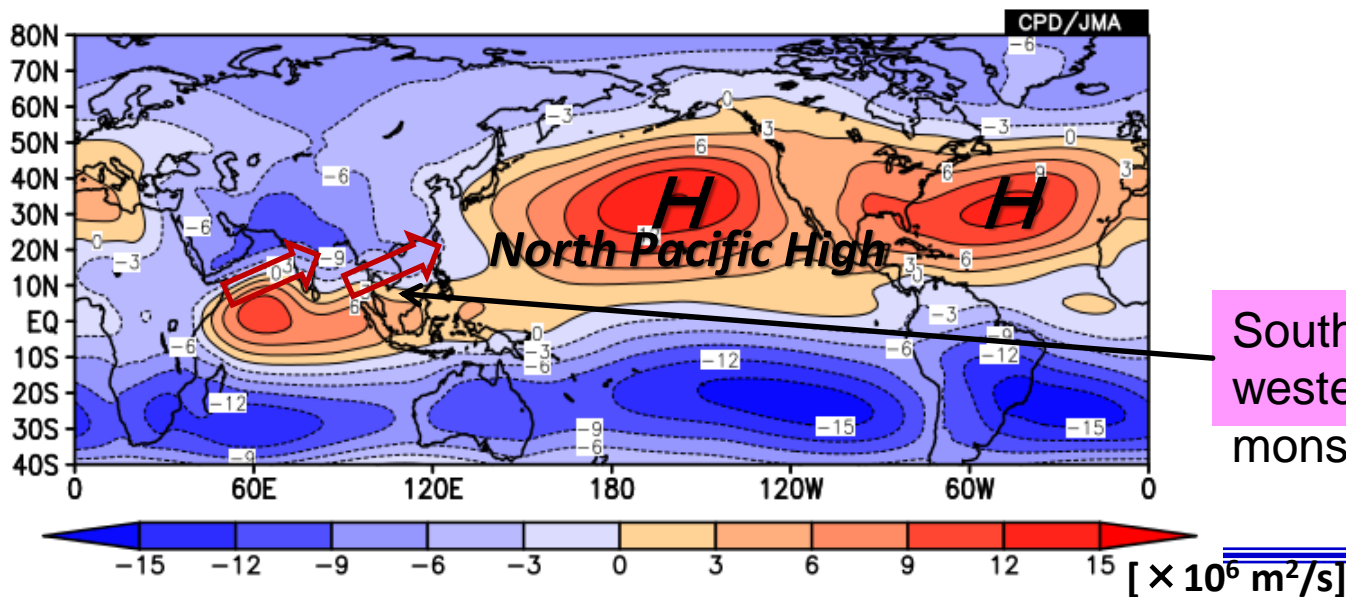 CPD/JMA
80N
70N
60N
50N
40N
30N
20N
10N
EQ
10S
20S
30S
40S
-6
-3
0
-3
3
6
-3
0
6
9
3
-6
-6
0
-3
-9
0
3
6
3
0
6
-6
-12
-9
0
-3
-6
-12
-15
-9
-6
-6
-3
-9
-12
-15
H
H
North Pacific High
South
weste
mons
0
60E
120E
180
120W
60W
0
-15
-12
-9
-6
-3
0
3
6
9
12
15
[×10⁶ m²/s]